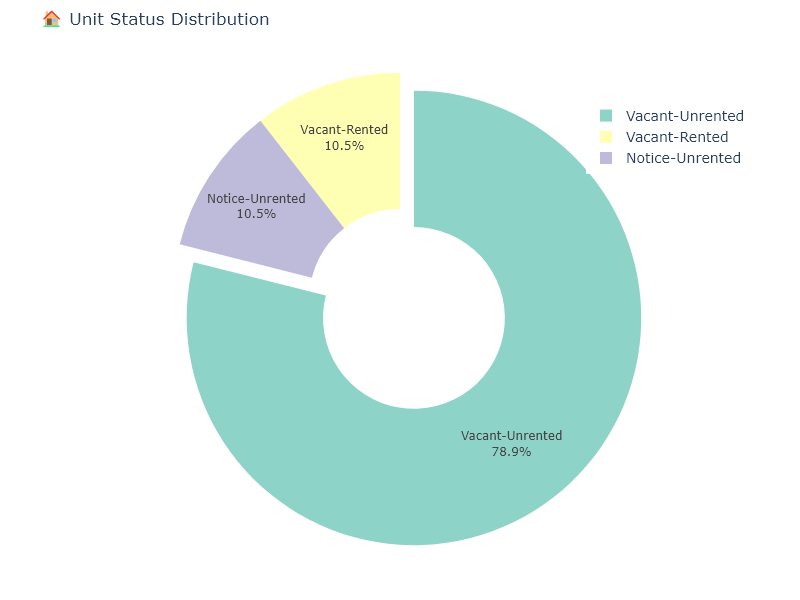 🏠 Unit Status Distribution
Vacant-Unrented
Vacant-Rented
Notice-Unrented
Vacant-Rented
10.5%
Notice-Unrented
10.5%
Vacant-Unrented
78.9%